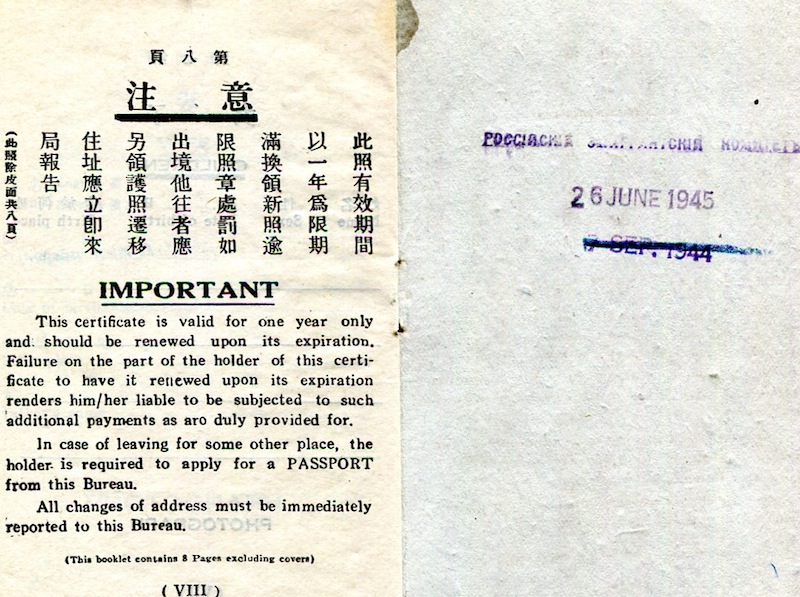 第八頁
注意
此照有效期間
以一年爲限期
滿換領新照逾
限照章處罰如
出境他往者應
另領護照遷移
住址應立卽來
局報告
(此照除皮面共八頁)
IMPORTANT
This certificate is valid for one year only
and should be renewed upon its expiration.
Failure on the part of the holder of this certi-
ficate to have it renewed upon its expiration
renders him/her liable to be subjected to such
additional payments as aro duly provided for.
In case of leaving for some other place, the
holder is required to apply for a PASSPORT
from this Bureau.
All changes of address must be immediately
reported to this Bureau.
(This booklet contains 8 Pages excluding covers)
( VIII )
РОССІЙСКІЙ ЭМИГРАНТСКІЙ КОМИТЕТЪ
26 JUNE 1945
SEP. 1944